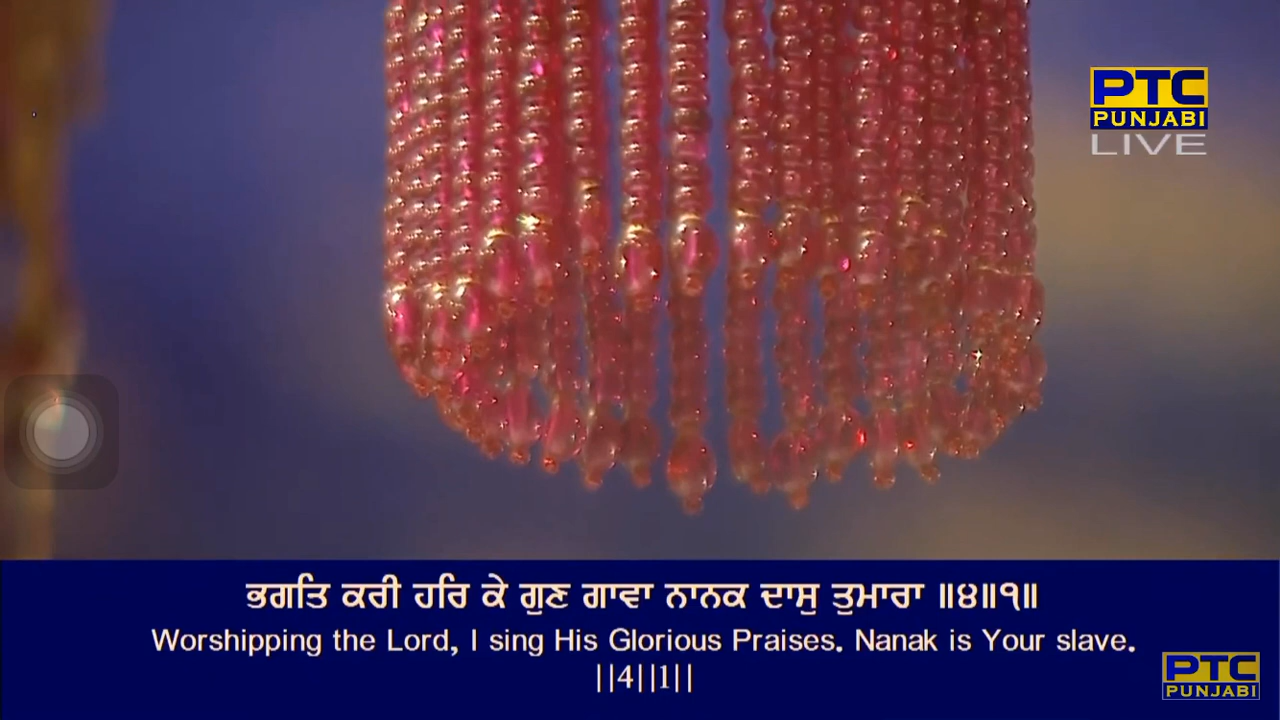 PTC
PUNJABI
LIVE
ਭਗਤਿ ਕਰੀ ਹਰਿ ਕੇ ਗੁਣ ਗਾਵਾ ਨਾਨਕ ਦਾਸੁ ਤੁਮਾਰਾ ॥੪॥੧॥
Worshipping the Lord, I sing His Glorious Praises. Nanak is Your slave.
||4||1||
PTC
PUNJABI